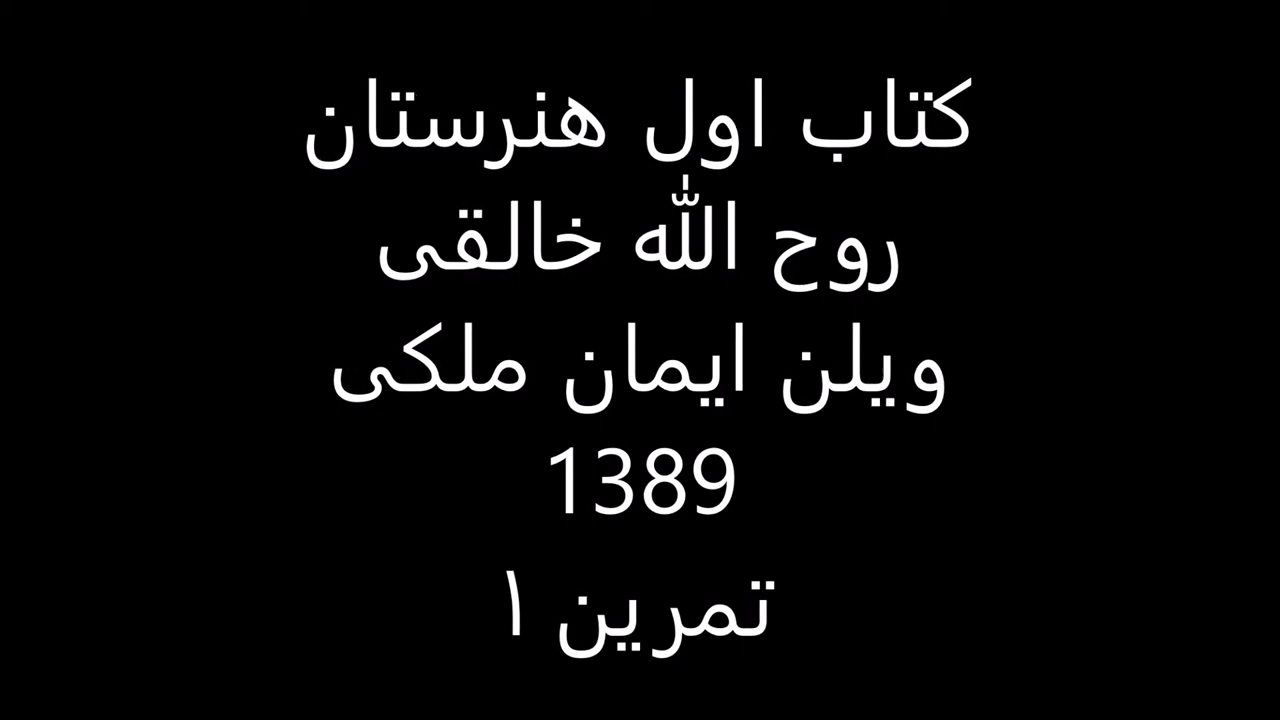 کتاب اول هنرستان
روح الله خالقی
ویلن ایمان ملکی
1389
تمرین ۱